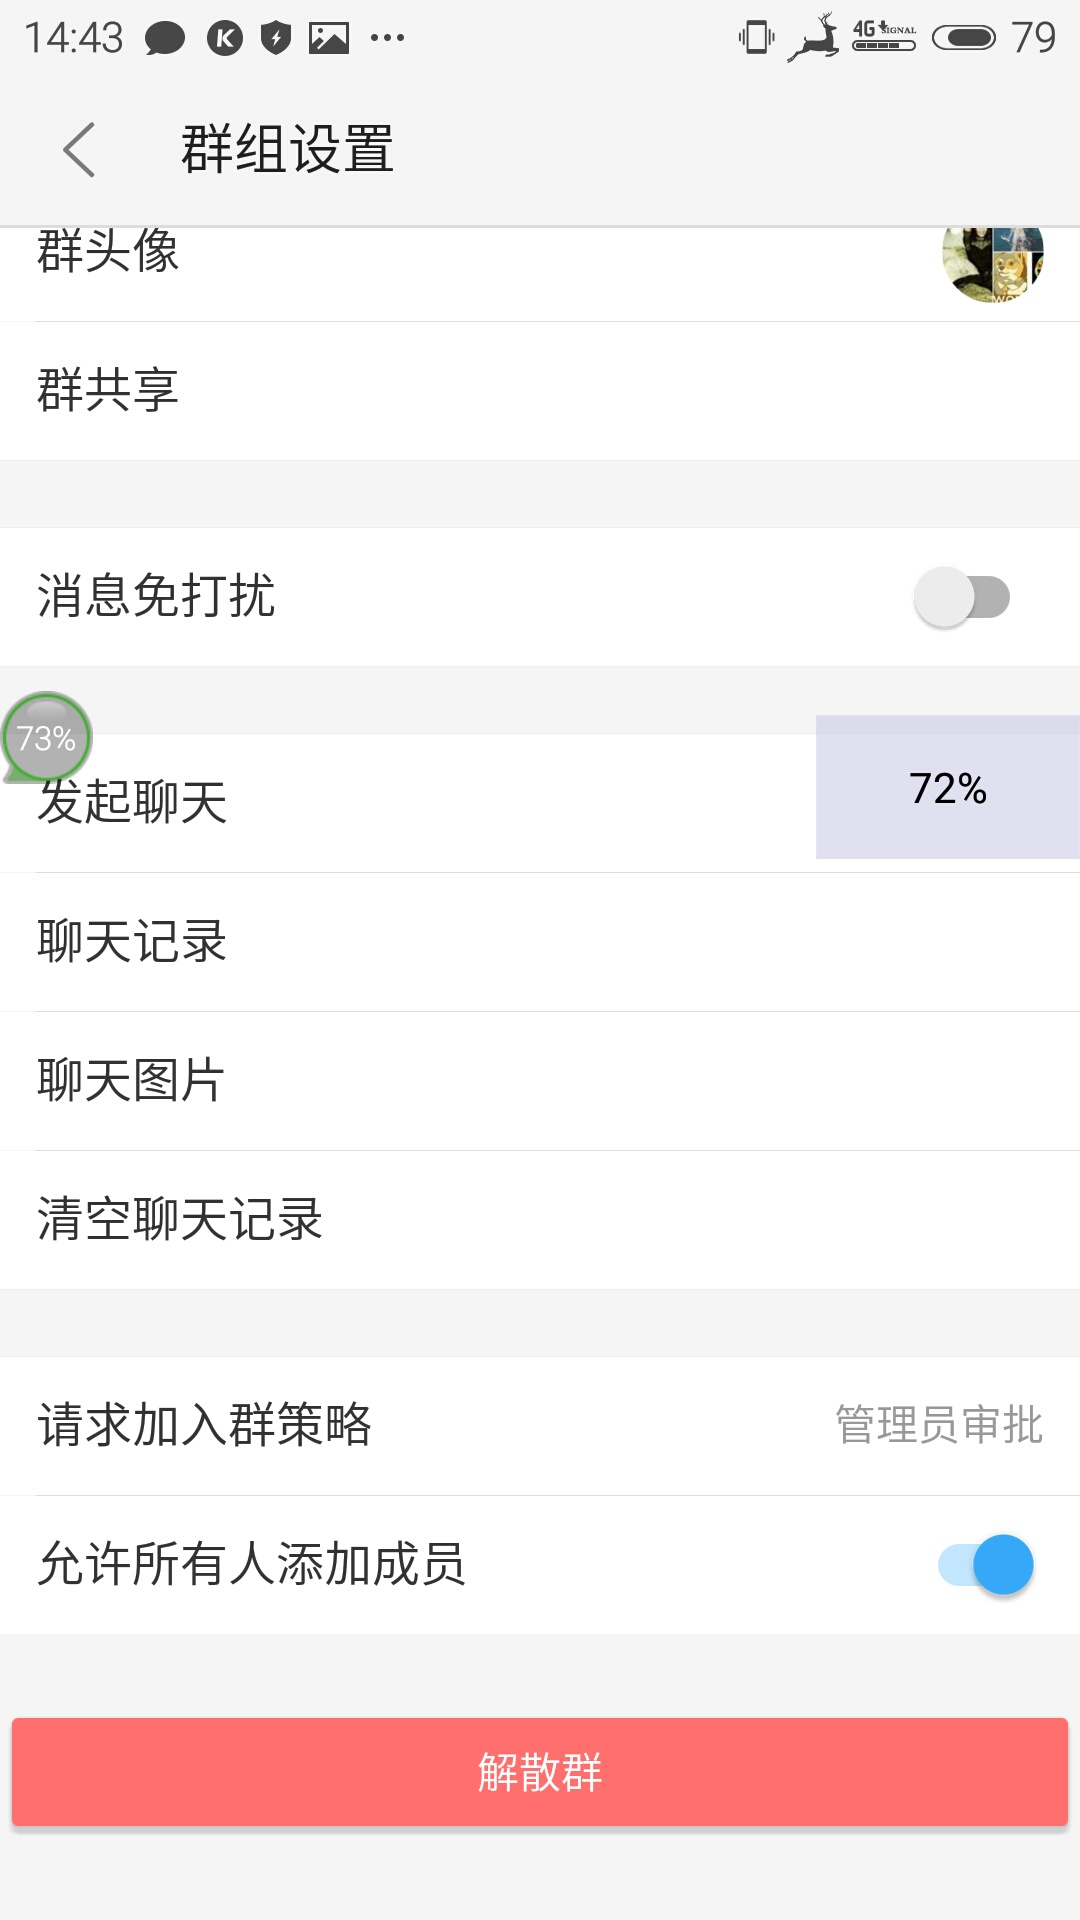 14:43 4G SIGNAL 79
群组设置
群头像
群共享
消息免打扰
73%
72%
发起聊天
聊天记录
聊天图片
清空聊天记录
请求加入群策略 管理员审批
允许所有人添加成员
解散群